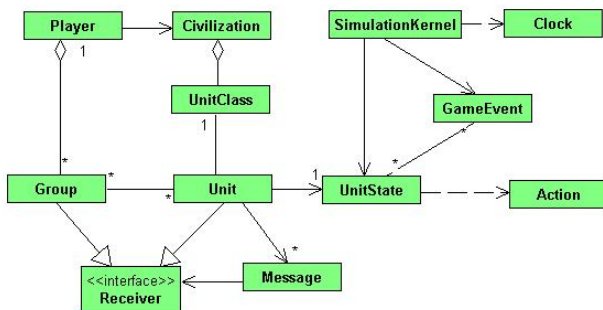 Player
Civilization
SimulationKernel
Clock
1
UnitClass
GameEvent
1
*
*
*
*
*
1
Group
Unit
UnitState
Action
*
<<interface>>
Receiver
Message